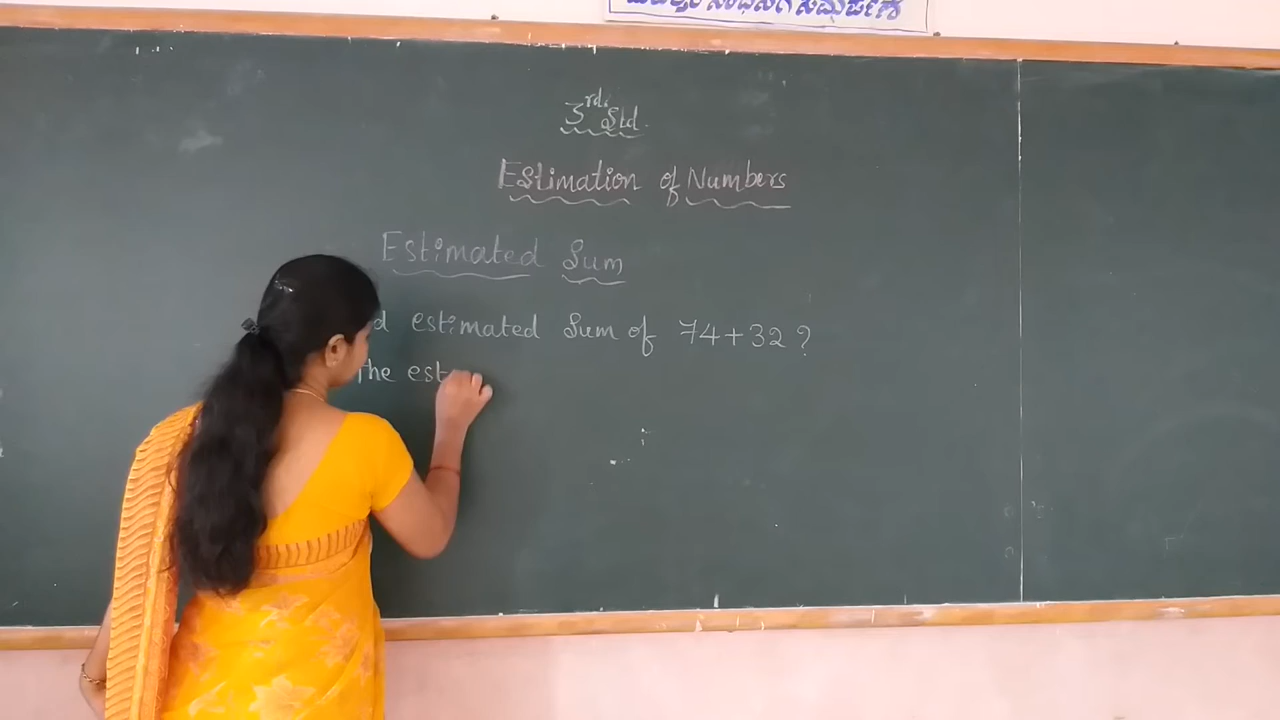 3rd Std.
Estimation of Numbers
Estimated Sum
d estimated Sum of 74+32?
The est